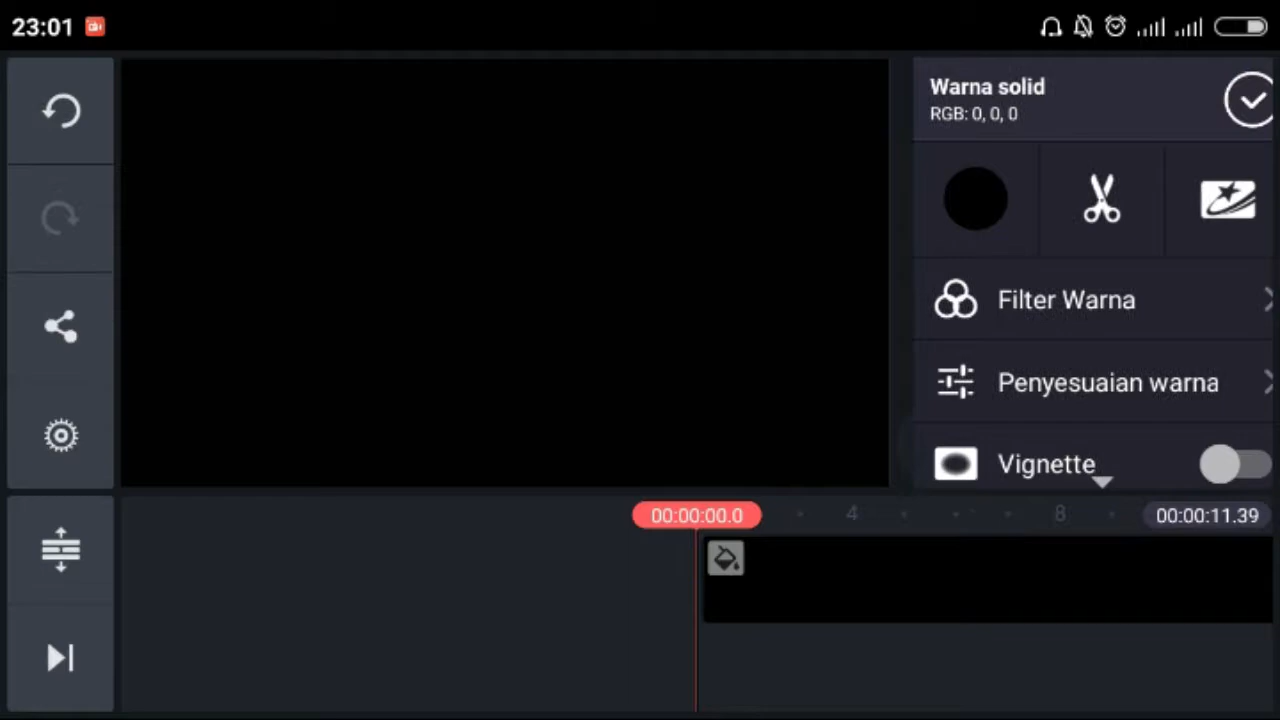 23:01
Warna solid
RGB: 0, 0, 0
Filter Warna
Penyesuaian warna
Vignette
00:00:00.0
4
8
00:00:11.39